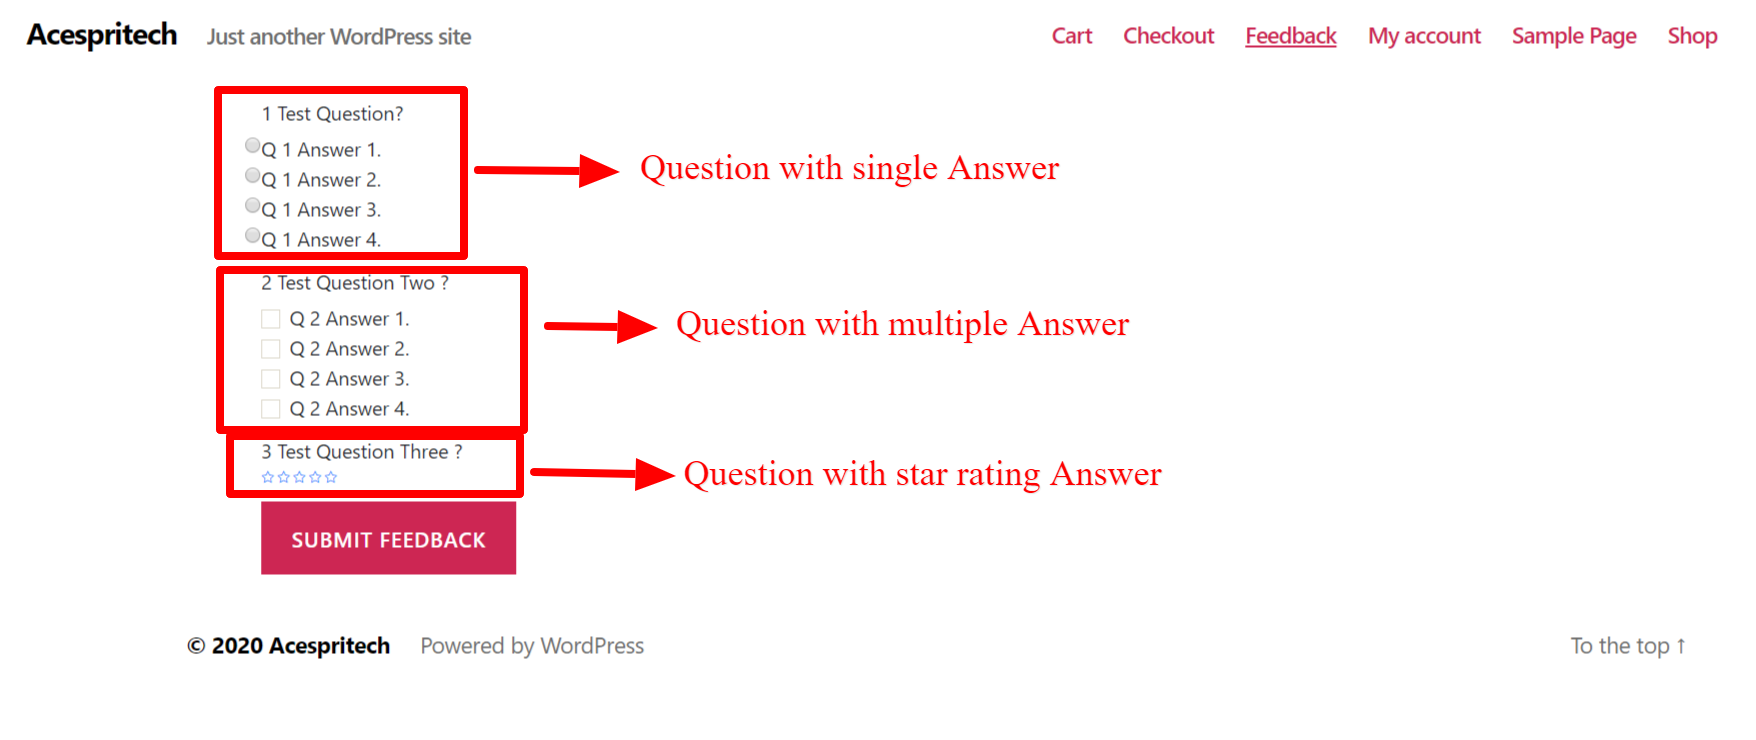 Acespritech Just another WordPress site Cart Checkout Feedback My account Sample Page Shop
1 Test Question?
Q 1 Answer 1.
Q 1 Answer 2.
Q 1 Answer 3.
Q 1 Answer 4.
Question with single Answer
2 Test Question Two ?
Q 2 Answer 1.
Q 2 Answer 2.
Q 2 Answer 3.
Q 2 Answer 4.
Question with multiple Answer
3 Test Question Three ?
Question with star rating Answer
SUBMIT FEEDBACK
© 2020 Acespritech Powered by WordPress To the top ↑